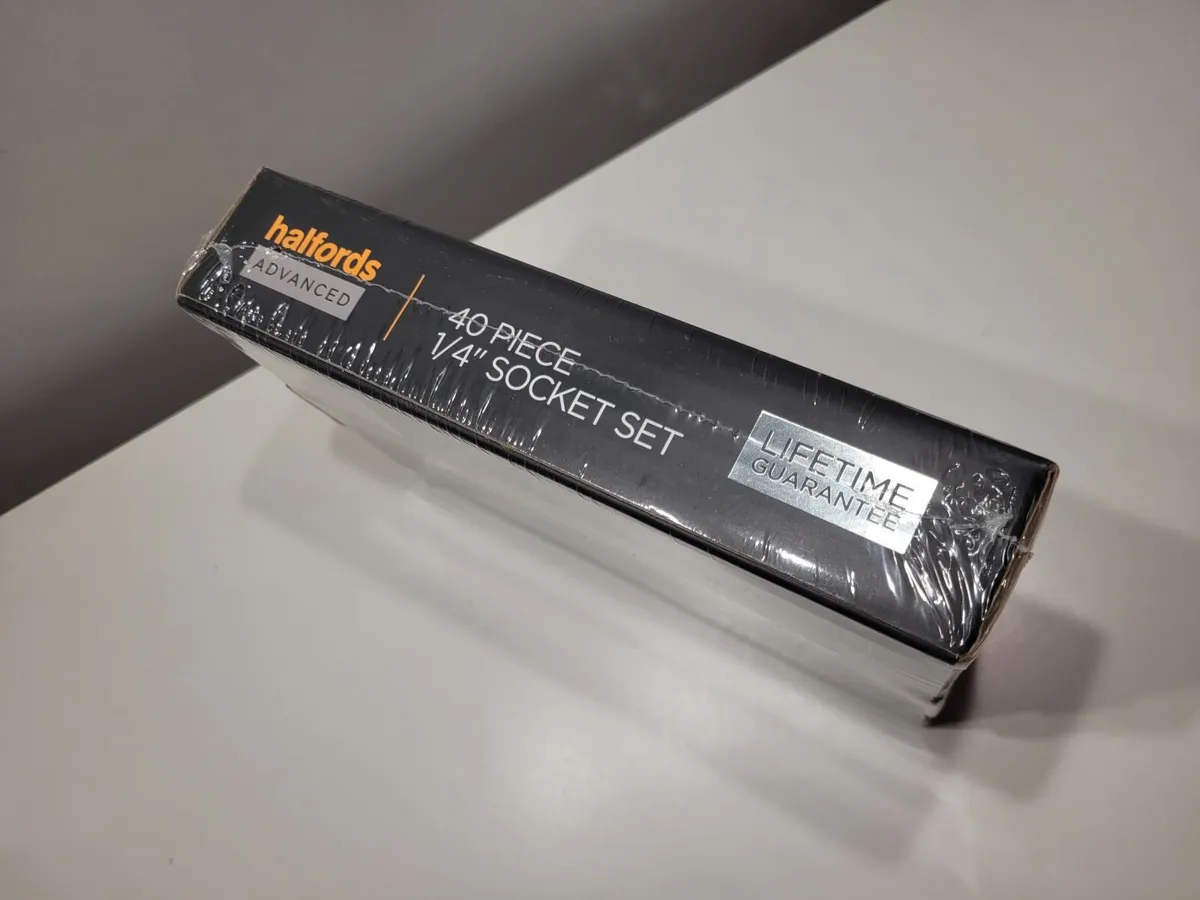 halfords
ADVANCED
40 PIECE
1/4" SOCKET SET
LIFETIME
GUARANTEE